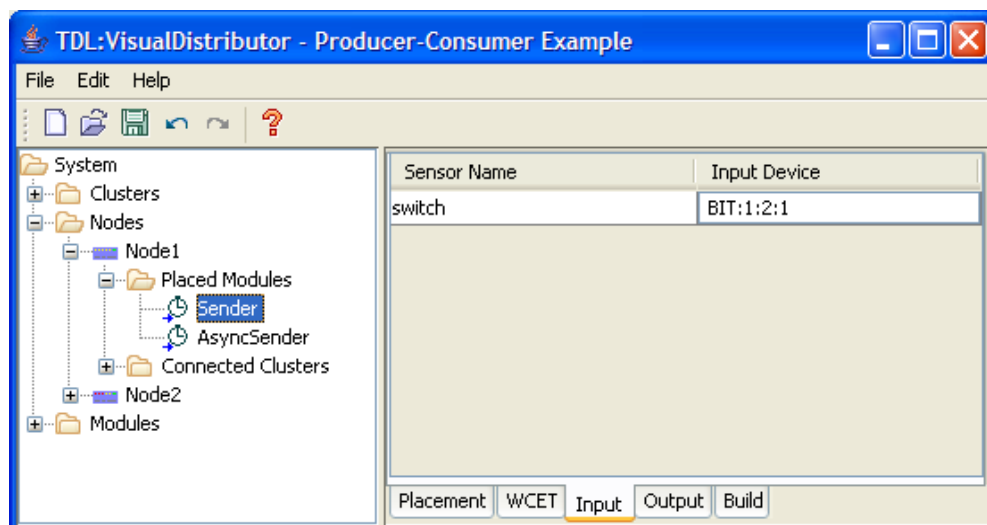 TDL:VisualDistributor - Producer-Consumer Example
File Edit Help
System
Clusters
Nodes
Node1
Placed Modules
Sender
AsyncSender
Connected Clusters
Node2
Modules
Sensor Name Input Device
switch BIT:1:2:1
Placement WCET Input Output Build